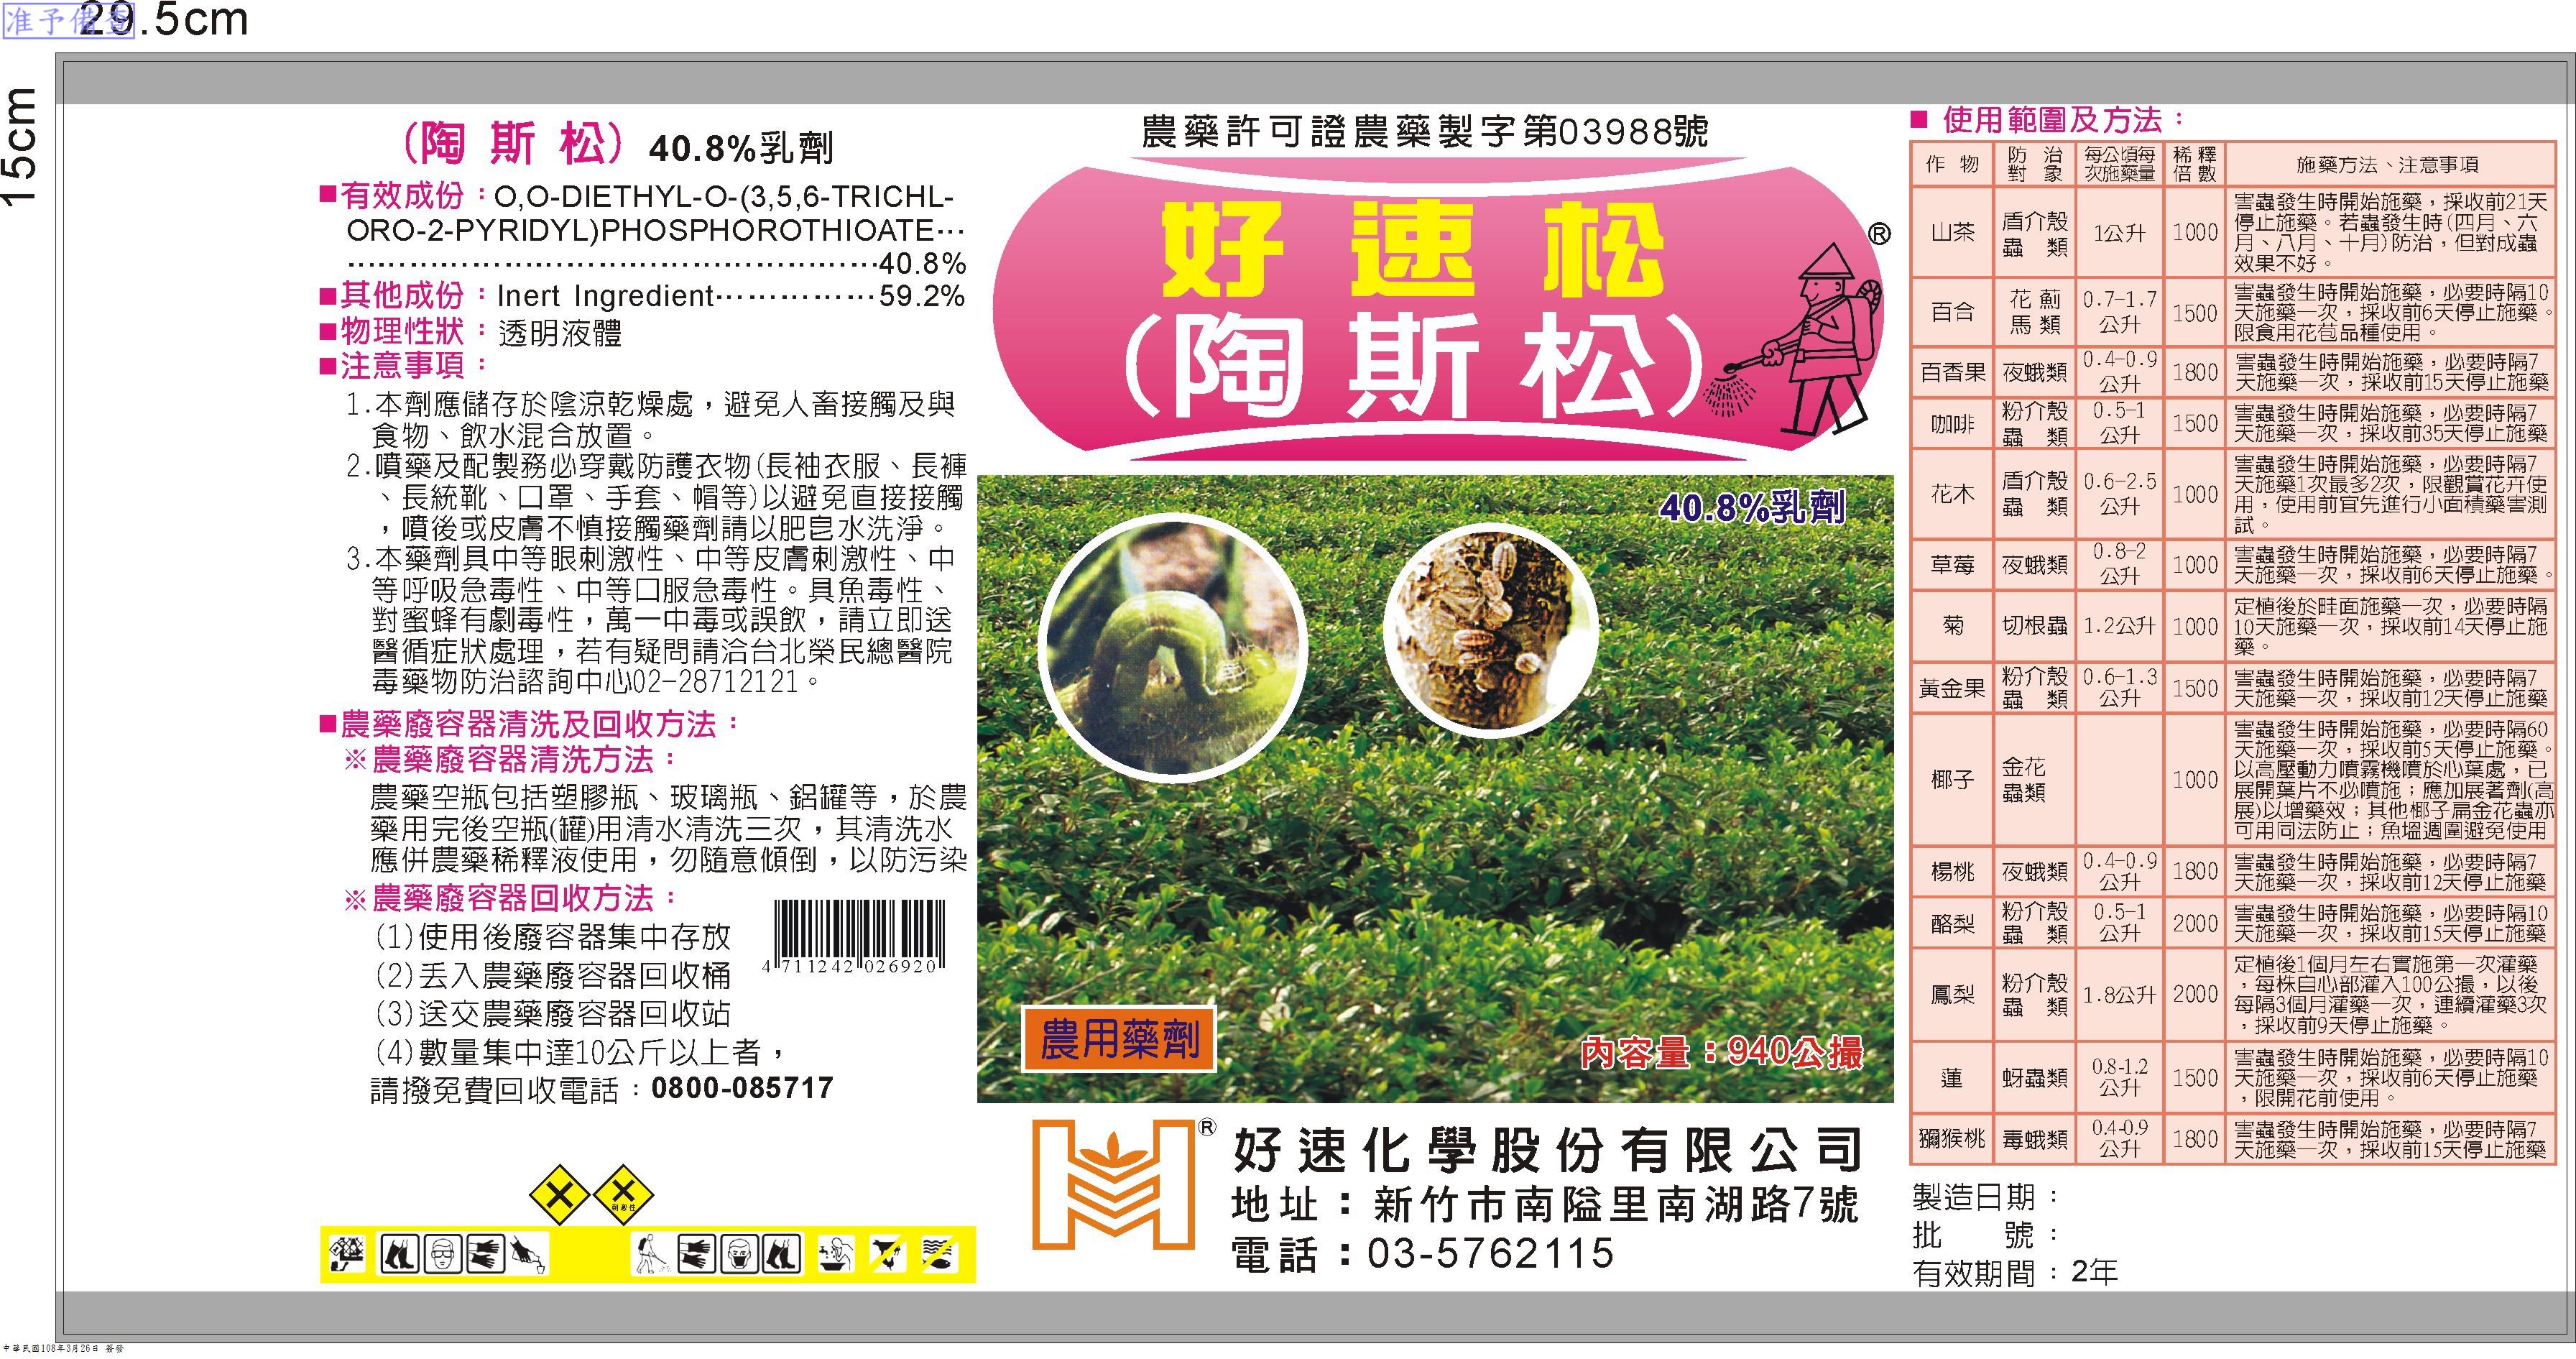 准予備查
29.5cm
15cm
(陶斯松) 40.8%乳劑
■有效成份：O,O-DIETHYL-O-(3,5,6-TRICHL-
ORO-2-PYRIDYL)PHOSPHOROTHIOATE…
……………………………………………40.8%
■其他成份：Inert Ingredient……………59.2%
■物理性狀：透明液體
■注意事項：
1.本劑應儲存於陰涼乾燥處，避免人畜接觸及與
食物、飲水混合放置。
2.噴藥及配製務必穿戴防護衣物(長袖衣服、長褲
、長統靴、口罩、手套、帽等)以避免直接接觸
，噴後或皮膚不慎接觸藥劑請以肥皂水洗淨。
3.本藥劑具中等眼刺激性、中等皮膚刺激性、中
等呼吸急毒性、中等口服急毒性。具魚毒性、
對蜜蜂有劇毒性，萬一中毒或誤飲，請立即送
醫循症狀處理，若有疑問請洽台北榮民總醫院
毒藥物防治諮詢中心02-28712121。
■農藥廢容器清洗及回收方法：
※農藥廢容器清洗方法：
農藥空瓶包括塑膠瓶、玻璃瓶、鋁罐等，於農
藥用完後空瓶(罐)用清水清洗三次，其清洗水
應併農藥稀釋液使用，勿隨意傾倒，以防污染
※農藥廢容器回收方法：
(1)使用後廢容器集中存放
(2)丟入農藥廢容器回收桶
(3)送交農藥廢容器回收站
(4)數量集中達10公斤以上者，
請撥免費回收電話：0800-085717
4 711242 026920
刺激性
農藥許可證農藥製字第03988號
好速松
®
(陶斯松)
40.8%乳劑
農用藥劑
內容量：940公撮
®
好速化學股份有限公司
地址：新竹市南隘里南湖路7號
電話：03-5762115
■ 使用範圍及方法：
作物 防治對象 每公頃每次施藥量 稀釋倍數 施藥方法、注意事項
山茶 盾介殼蟲類 1公升 1000 害蟲發生時開始施藥，採收前21天
停止施藥。若蟲發生時(四月、六
月、八月、十月)防治，但對成蟲
效果不好。
百合 花薊馬類 0.7-1.7公升 1500 害蟲發生時開始施藥，必要時隔10
天施藥一次，採收前6天停止施藥。
限食用花苞品種使用。
百香果 夜蛾類 0.4-0.9公升 1800 害蟲發生時開始施藥，必要時隔7
天施藥一次，採收前15天停止施藥
咖啡 粉介殼蟲類 0.5-1公升 1500 害蟲發生時開始施藥，必要時隔7
天施藥一次，採收前35天停止施藥
花木 盾介殼蟲類 0.6-2.5公升 1000 害蟲發生時開始施藥，必要時隔7
天施藥1次最多2次，限觀賞花卉使
用，使用前宜先進行小面積藥害測
試。
草莓 夜蛾類 0.8-2公升 1000 害蟲發生時開始施藥，必要時隔7
天施藥一次，採收前6天停止施藥。
菊 切根蟲 1.2公升 1000 定植後於畦面施藥一次，必要時隔
10天施藥一次，採收前14天停止施
藥。
黃金果 粉介殼蟲類 0.6-1.3公升 1500 害蟲發生時開始施藥，必要時隔7
天施藥一次，採收前12天停止施藥
椰子 金花蟲類 1000 害蟲發生時開始施藥，必要時隔60
天施藥一次，採收前5天停止施藥。
以高壓動力噴霧機噴於心葉處，已
展開葉片不必噴施；應加展著劑(高
展)以增藥效；其他椰子扁金花蟲亦
可用同法防止；魚塭週圍避免使用
楊桃 夜蛾類 0.4-0.9公升 1800 害蟲發生時開始施藥，必要時隔7
天施藥一次，採收前12天停止施藥
酪梨 粉介殼蟲類 0.5-1公升 2000 害蟲發生時開始施藥，必要時隔10
天施藥一次，採收前15天停止施藥
鳳梨 粉介殼蟲類 1.8公升 2000 定植後1個月左右實施第一次灌藥
，每株自心部灌入100公撮，以後
每隔3個月灌藥一次，連續灌藥3次
，採收前9天停止施藥。
蓮 蚜蟲類 0.8-1.2公升 1500 害蟲發生時開始施藥，必要時隔10
天施藥一次，採收前6天停止施藥
，限開花前使用。
獼猴桃 毒蛾類 0.4-0.9公升 1800 害蟲發生時開始施藥，必要時隔7
天施藥一次，採收前15天停止施藥
製造日期：
批號：
有效期間：2年
中華民國108年3月26日 簽發